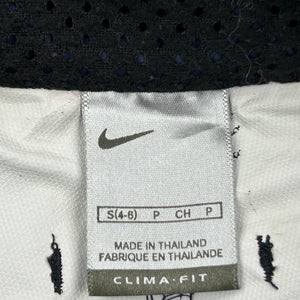 S(4-6) P CH P
MADE IN THAILAND
FABRIQUE EN THAILANDE
CLIMA-FIT